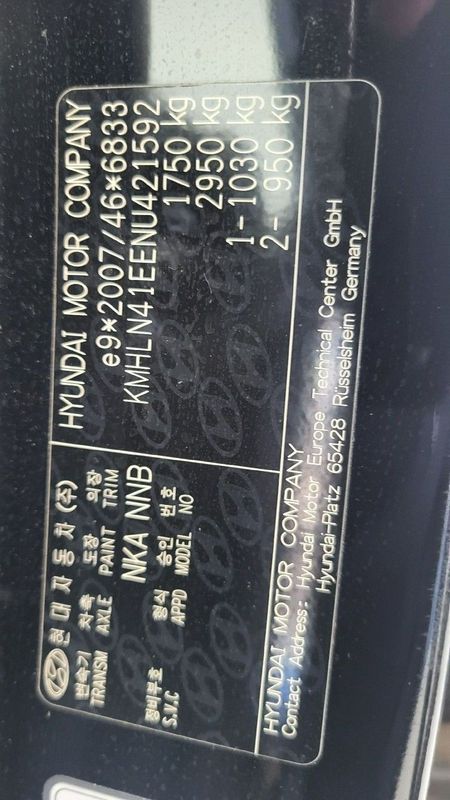 현대자동차(주)
변속기 차축 도장 의장
TRANSM AXLE PAINT TRIM
NKA NNB
정비부호 형식 승인 번호
S.V.C APPD MODEL NO
HYUNDAI MOTOR COMPANY
e9*2007/46*6833
KMHLN41EENU421592
1750 kg
2950 kg
1- 1030 kg
2- 950 kg
HYUNDAI MOTOR COMPANY
Contact Address: Hyundai Motor Europe Technical Center GmbH
Hyundai-Platz 65428 Rüsselsheim Germany